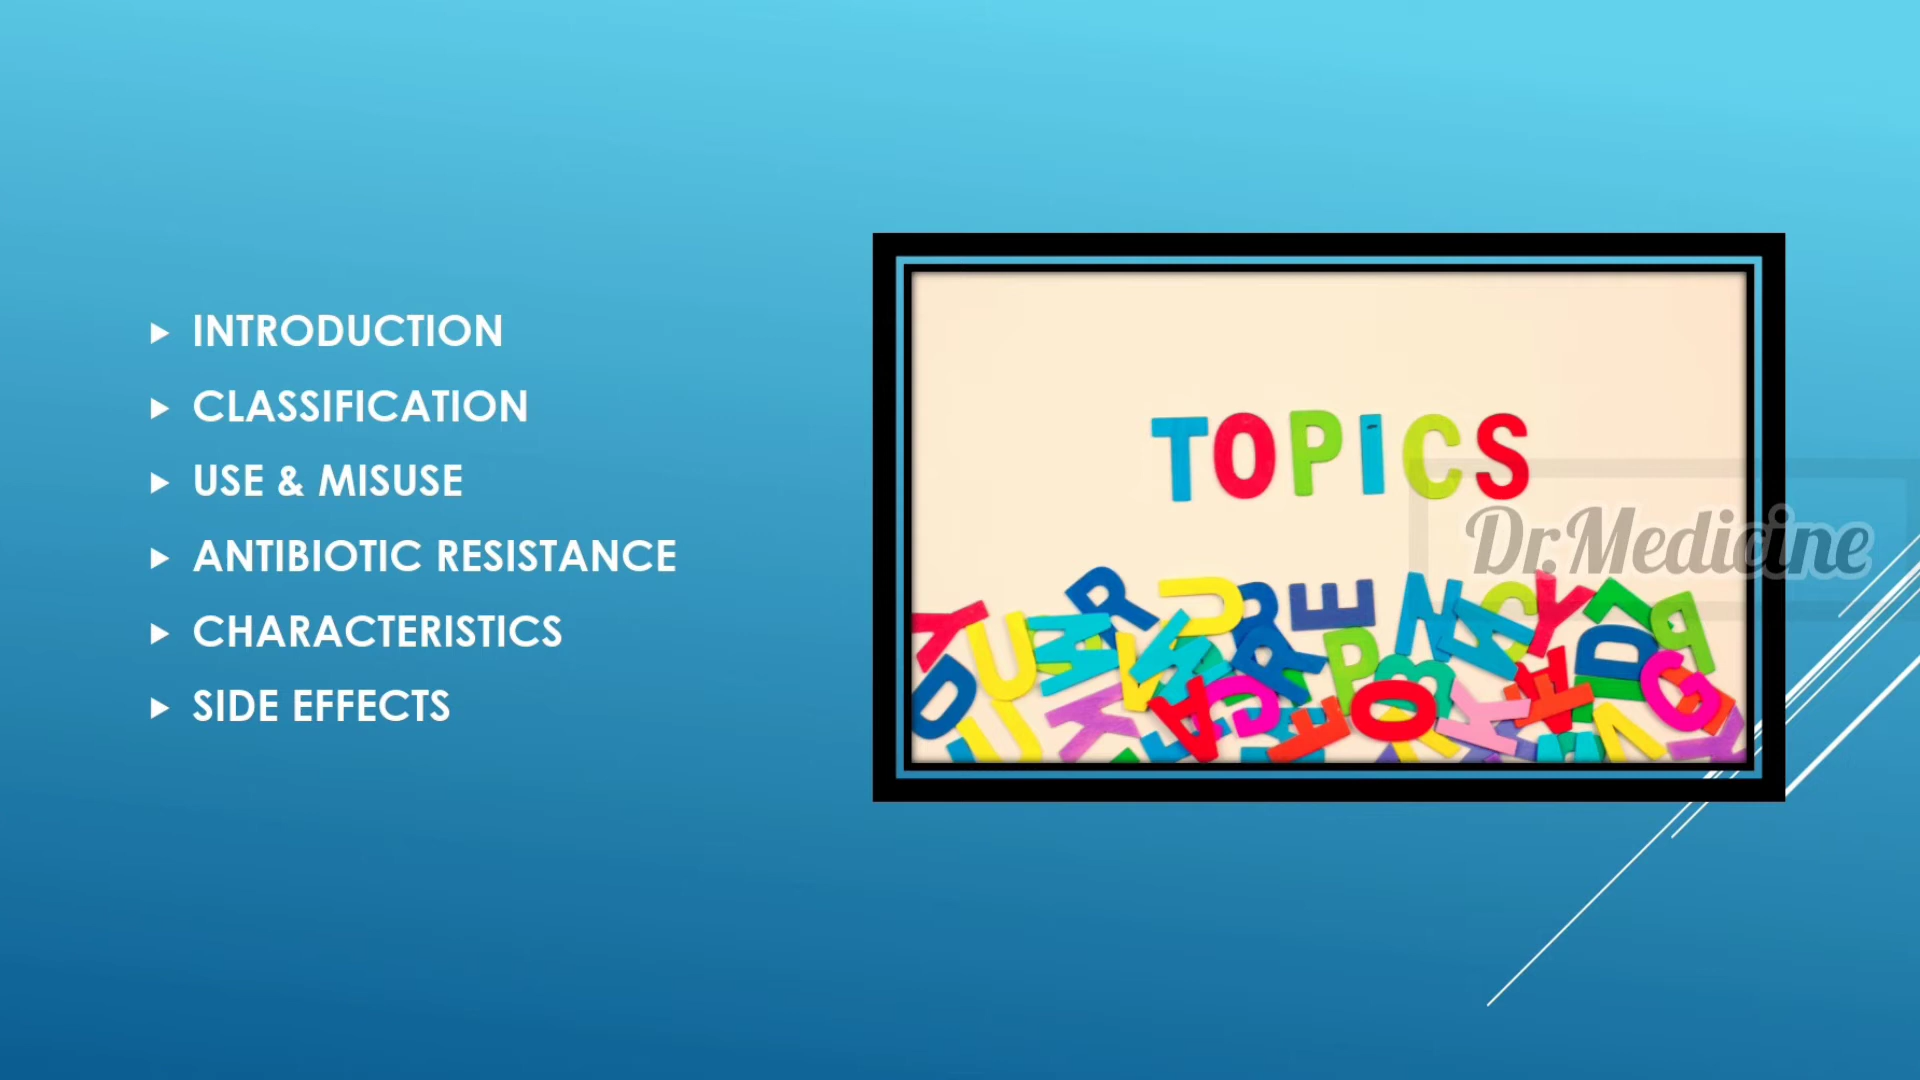 INTRODUCTION
CLASSIFICATION
USE & MISUSE
ANTIBIOTIC RESISTANCE
CHARACTERISTICS
SIDE EFFECTS
TOPICS
Dr.Medicine